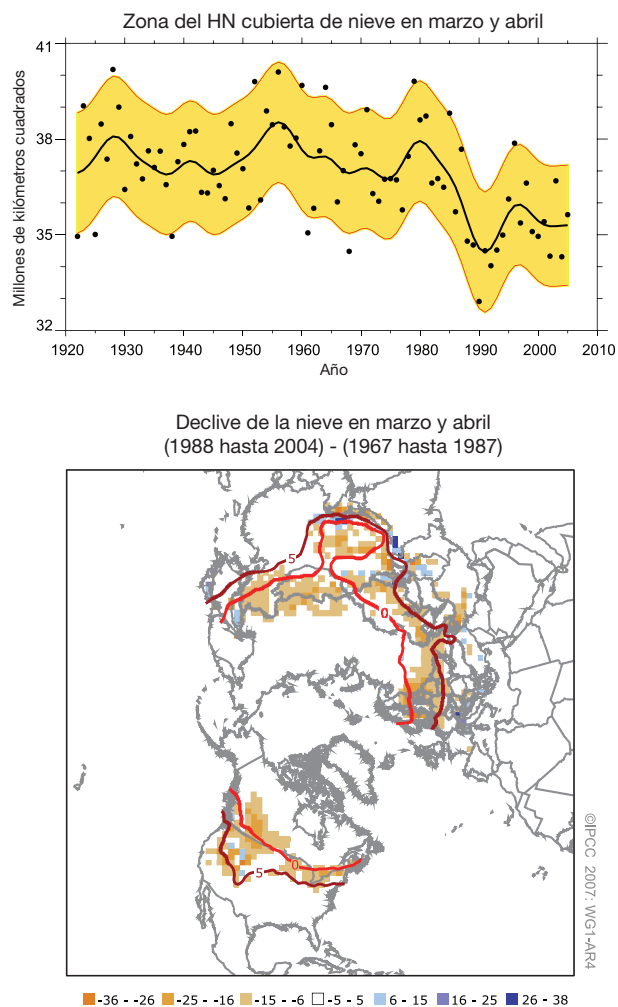 Zona del HN cubierta de nieve en marzo y abril
Millones de kilómetros cuadrados
41
38
35
32
1920 1930 1940 1950 1960 1970 1980 1990 2000 2010
Año
Declive de la nieve en marzo y abril
(1988 hasta 2004) - (1967 hasta 1987)
5
0
0
5
©IPCC 2007: WG1-AR4
-36 - -26 -25 - -16 -15 - -6 -5 - 5 6 - 15 16 - 25 26 - 38